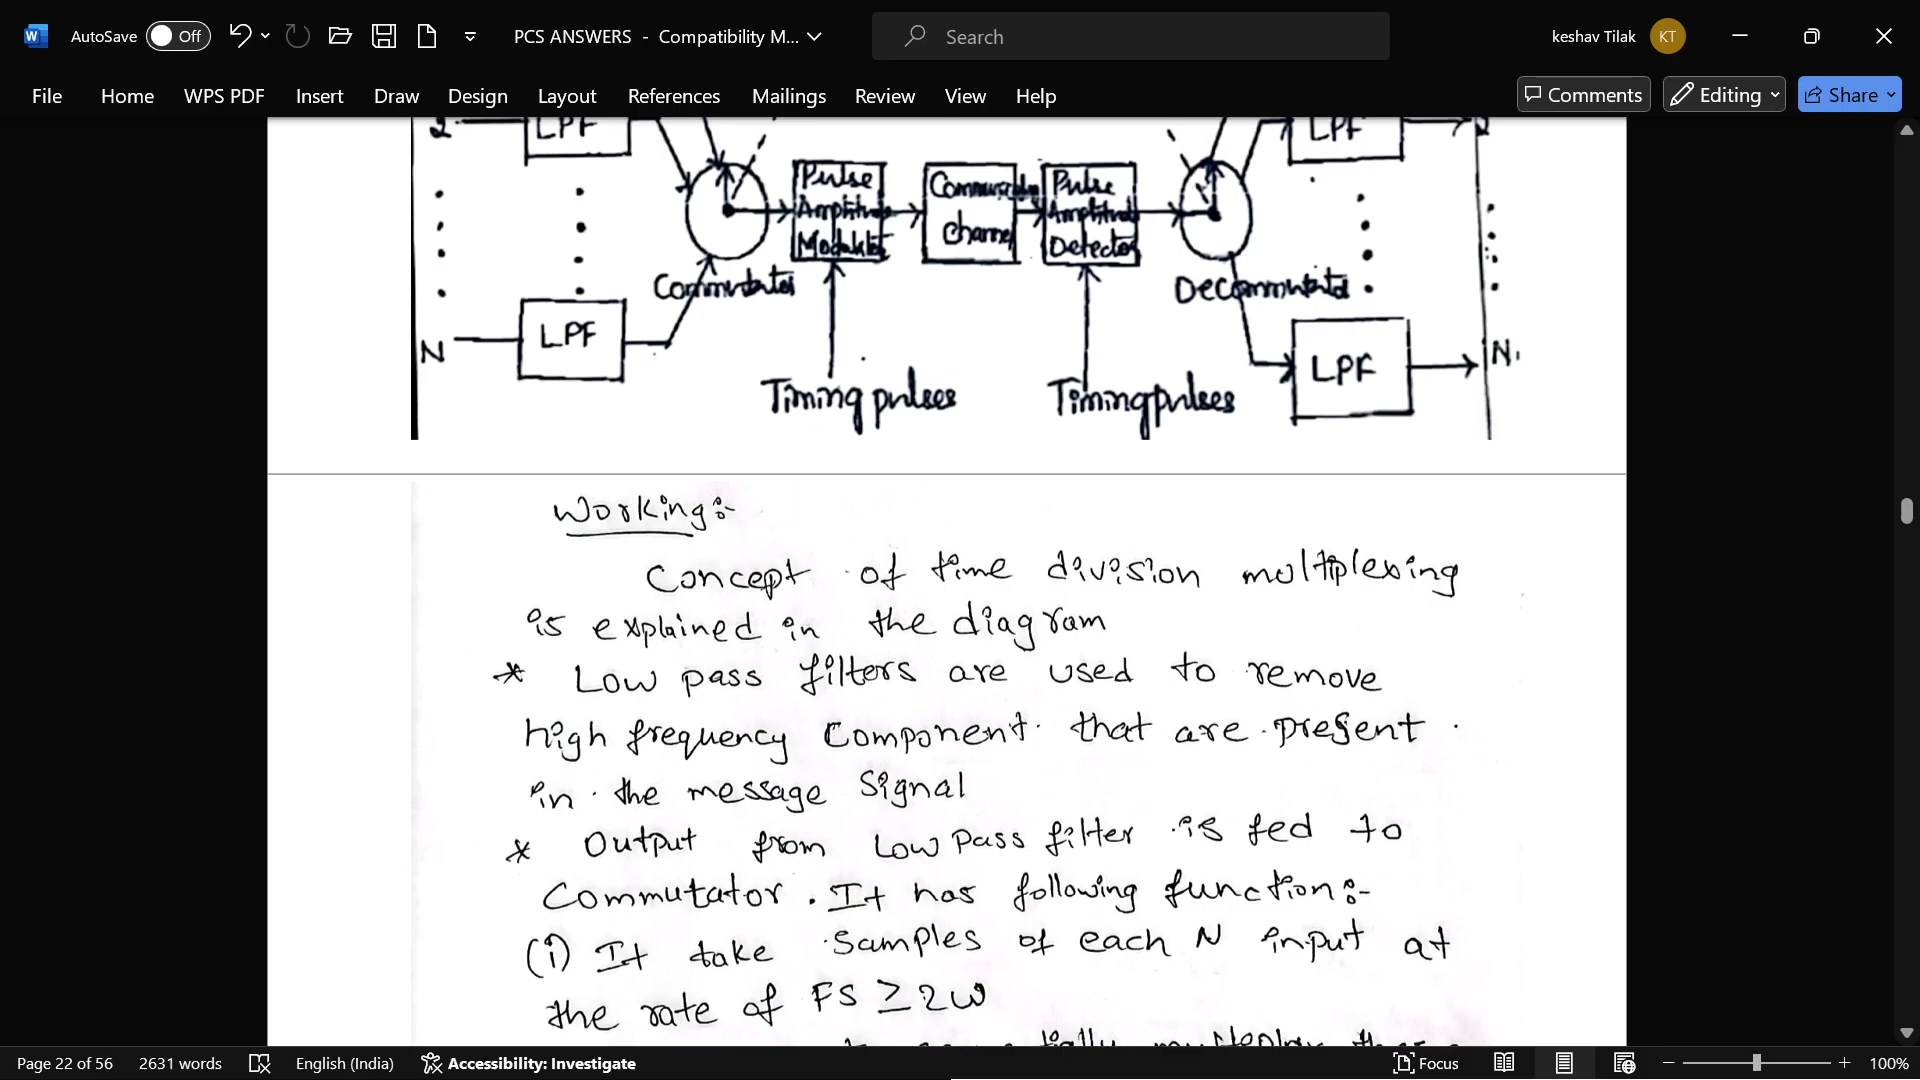 AutoSave Off PCS ANSWERS - Compatibility M... Search keshav Tilak KT
File Home WPS PDF Insert Draw Design Layout References Mailings Review View Help Comments Editing Share
2 LPF LPF 2
Pulse Amplitude Modulator
Channel
Pulse Amplitude Detector
Commutator
Decommutator
N LPF
LPF N
Timing pulses Timing pulses
Working:-
Concept of time division multiplexing
is explained in the diagram
* Low pass filters are used to remove
high frequency component that are present
in the message signal
* Output from Low pass filter is fed to
Commutator. It has following function:-
(i) It take samples of each N input at
the rate of FS ≥ 2W
Page 22 of 56 2631 words English (India) Accessibility: Investigate Focus 100%